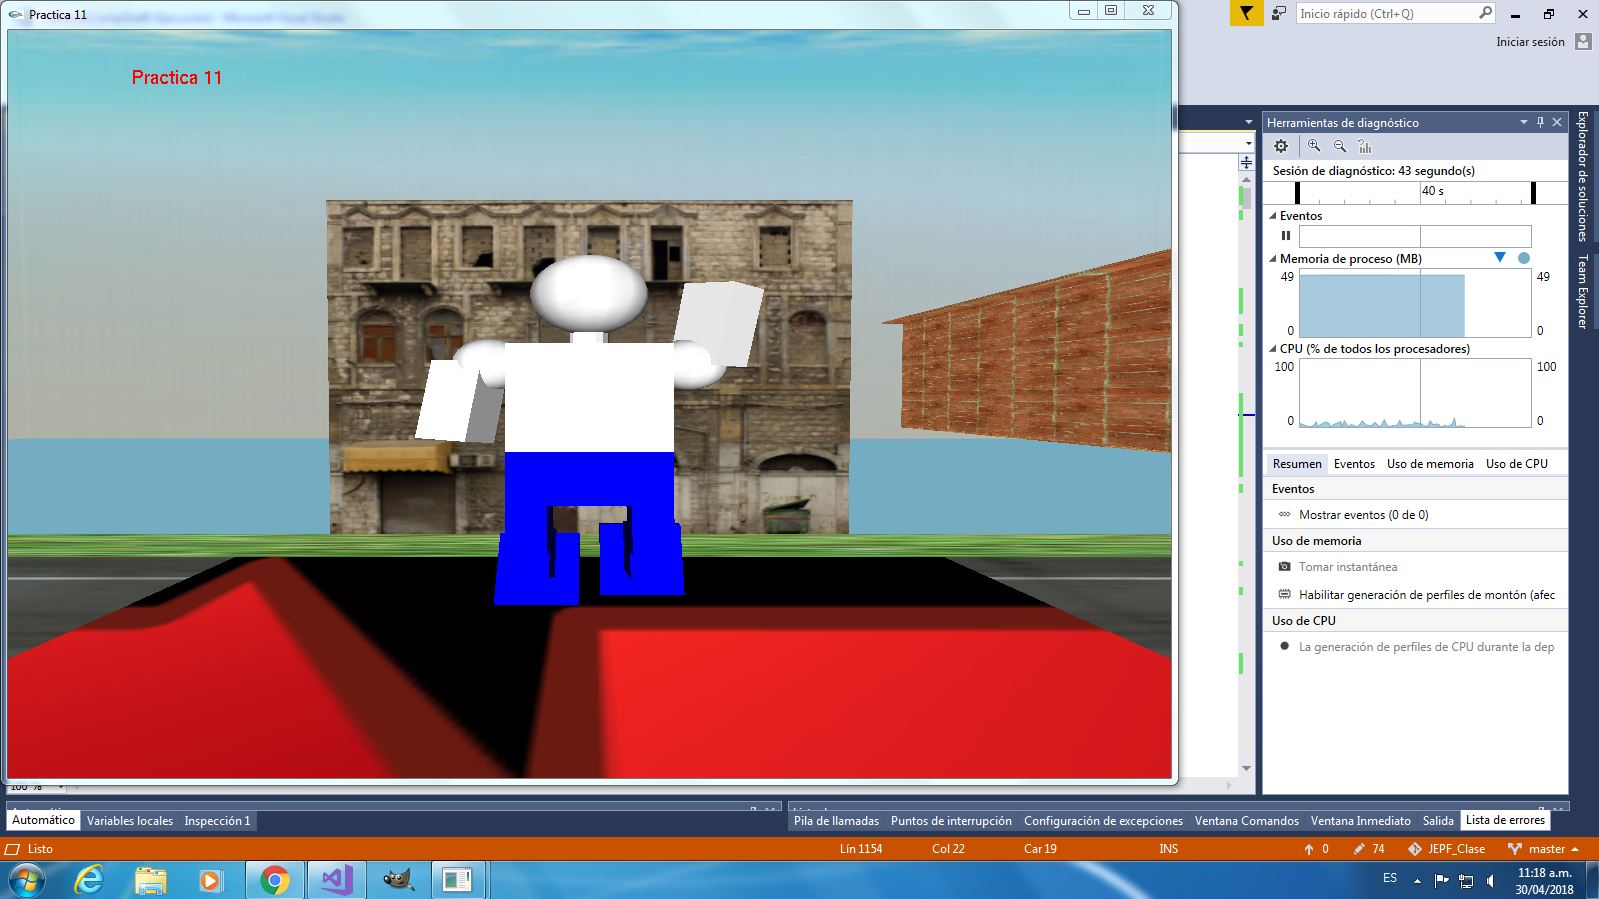 Practica 11
Inicio rápido (Ctrl+Q)
Iniciar sesión
Practica 11
Herramientas de diagnóstico
Sesión de diagnóstico: 43 segundo(s)
40 s
Eventos
Memoria de proceso (MB)
49
49
0
0
CPU (% de todos los procesadores)
100
100
0
0
Resumen
Eventos
Uso de memoria
Uso de CPU
Eventos
Mostrar eventos (0 de 0)
Uso de memoria
Tomar instantánea
Habilitar generación de perfiles de montón (afec
Uso de CPU
La generación de perfiles de CPU durante la dep
Explorador de soluciones
Team Explorer
100 %
Automático
Automático
Variables locales
Inspección 1
Pila de llamadas
Puntos de interrupción
Configuración de excepciones
Ventana Comandos
Ventana Inmediato
Salida
Lista de errores
Listo
Lín 1154
Col 22
Car 19
INS
0
74
JEPF_Clase
master
ES
11:18 a.m.
30/04/2018